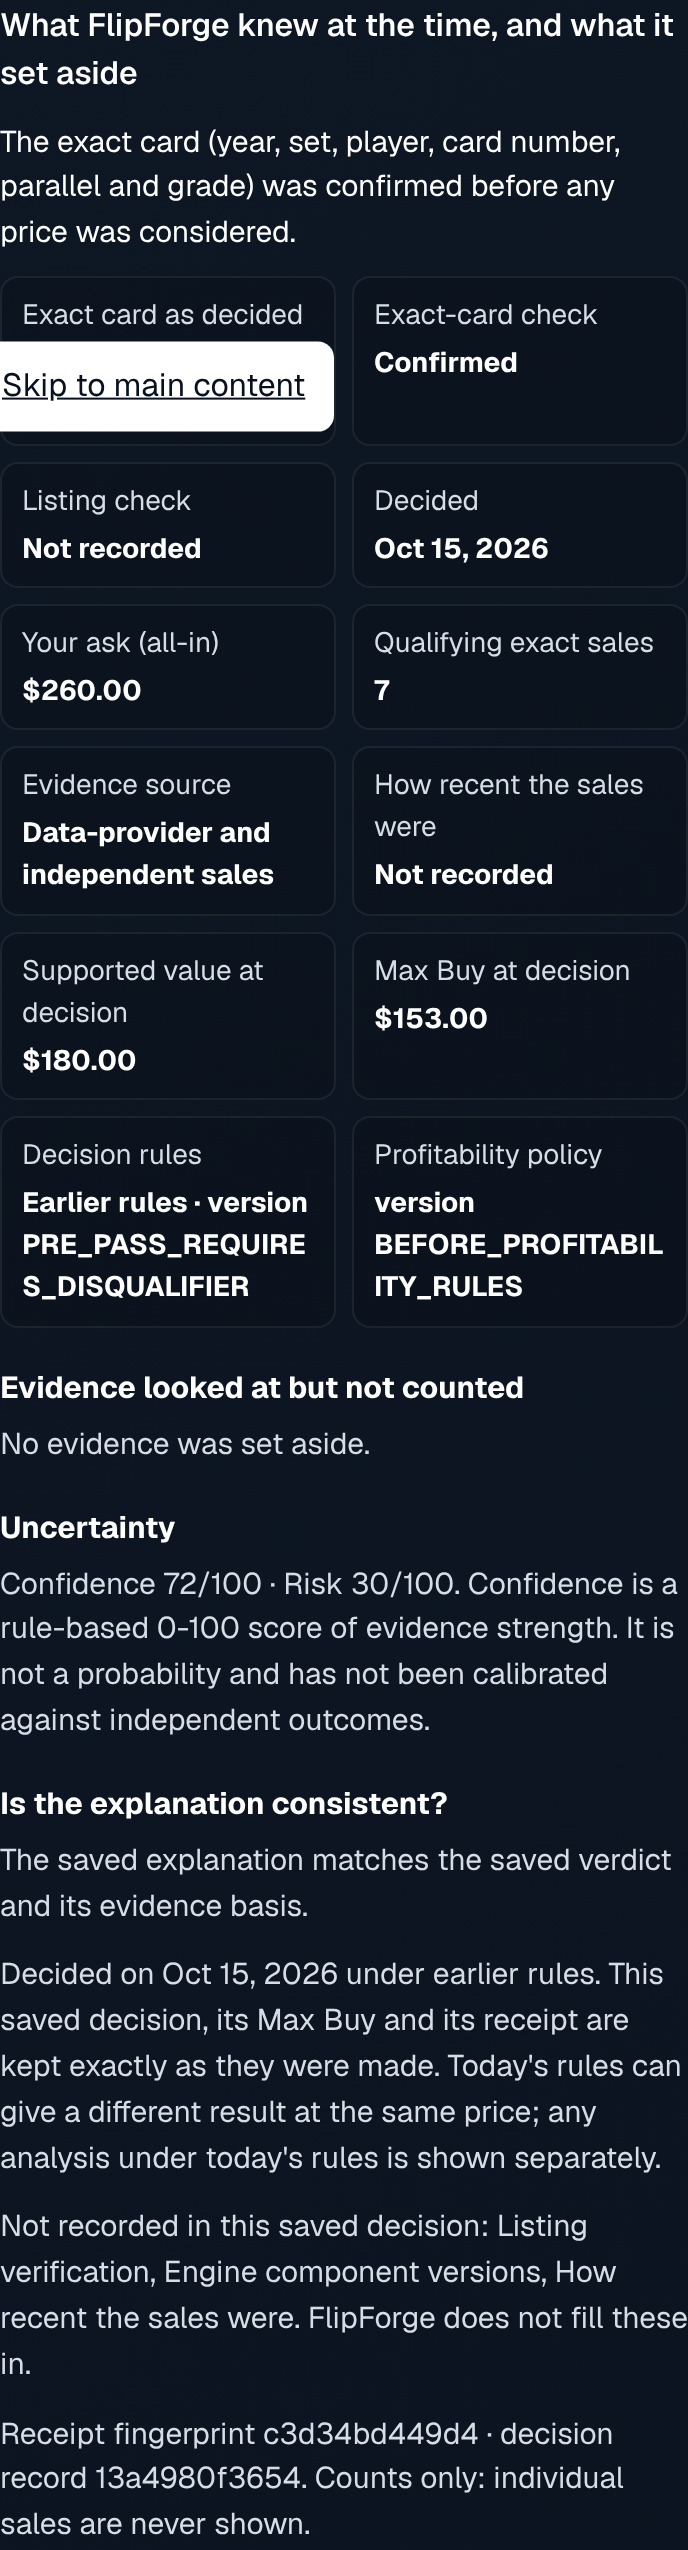 What FlipForge knew at the time, and what it
set aside
The exact card (year, set, player, card number,
parallel and grade) was confirmed before any
price was considered.
Exact card as decided
Skip to main content
Exact-card check
Confirmed
Listing check
Not recorded
Decided
Oct 15, 2026
Your ask (all-in)
$260.00
Qualifying exact sales
7
Evidence source
Data-provider and
independent sales
How recent the sales
were
Not recorded
Supported value at
decision
$180.00
Max Buy at decision
$153.00
Decision rules
Earlier rules · version
PRE_PASS_REQUIRE
S_DISQUALIFIER
Profitability policy
version
BEFORE_PROFITABIL
ITY_RULES
Evidence looked at but not counted
No evidence was set aside.
Uncertainty
Confidence 72/100 · Risk 30/100. Confidence is a
rule-based 0-100 score of evidence strength. It is
not a probability and has not been calibrated
against independent outcomes.
Is the explanation consistent?
The saved explanation matches the saved verdict
and its evidence basis.
Decided on Oct 15, 2026 under earlier rules. This
saved decision, its Max Buy and its receipt are
kept exactly as they were made. Today's rules can
give a different result at the same price; any
analysis under today's rules is shown separately.
Not recorded in this saved decision: Listing
verification, Engine component versions, How
recent the sales were. FlipForge does not fill these
in.
Receipt fingerprint c3d34bd449d4 · decision
record 13a4980f3654. Counts only: individual
sales are never shown.